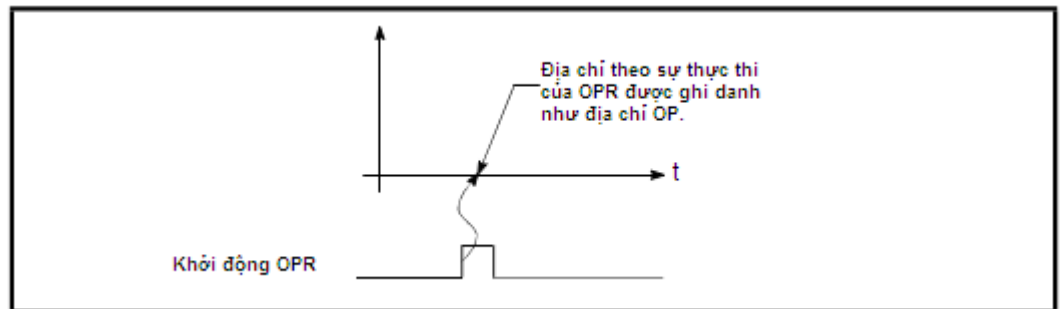 Địa chỉ theo sự thực thi
của OPR được ghi danh
như địa chỉ OP.
t
Khởi động OPR